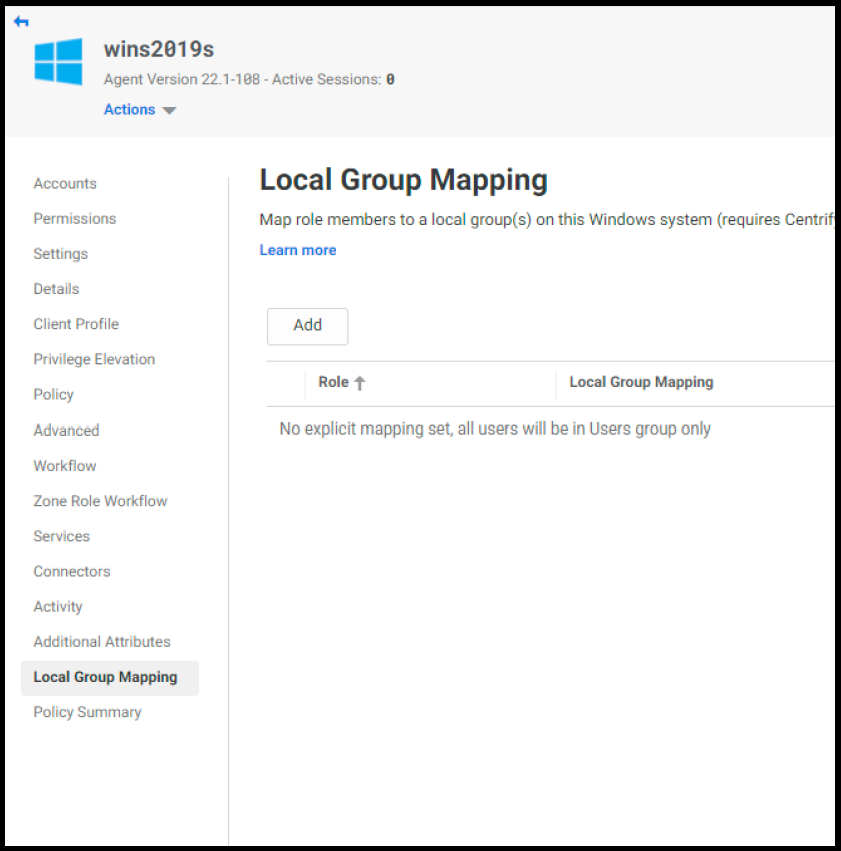 wins2019s
Agent Version 22.1-108 - Active Sessions: 0
Actions
Accounts
Permissions
Settings
Details
Client Profile
Privilege Elevation
Policy
Advanced
Workflow
Zone Role Workflow
Services
Connectors
Activity
Additional Attributes
Local Group Mapping
Policy Summary
Local Group Mapping
Map role members to a local group(s) on this Windows system (requires Centrify
Learn more
Add
Role Local Group Mapping
No explicit mapping set, all users will be in Users group only